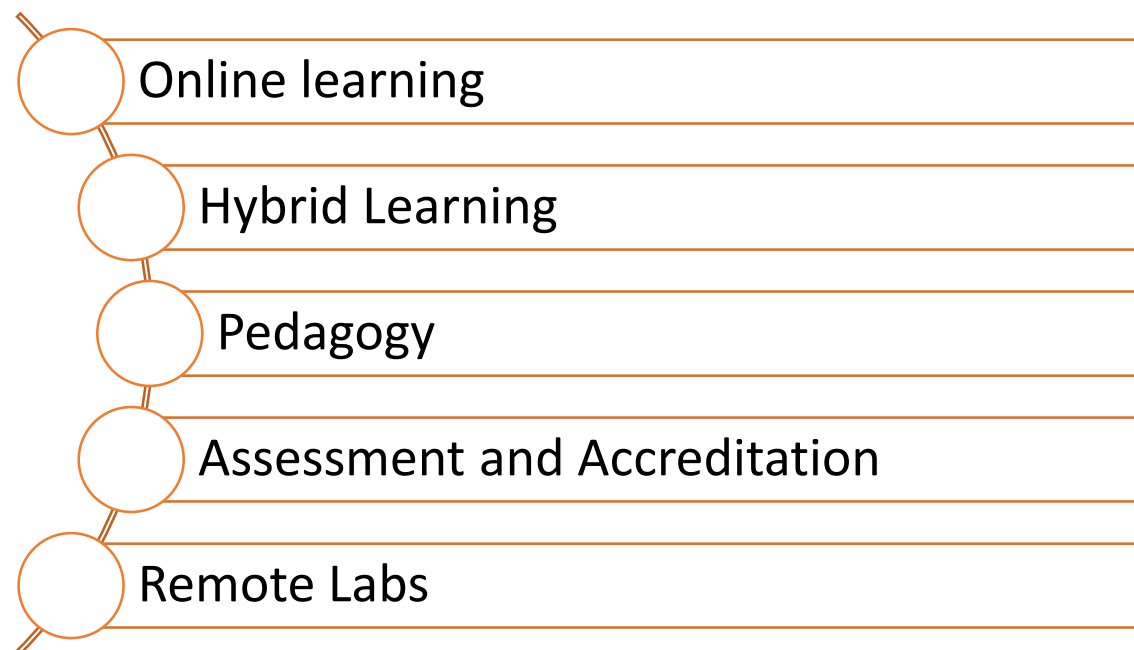 Online learning
Hybrid Learning
Pedagogy
Assessment and Accreditation
Remote Labs